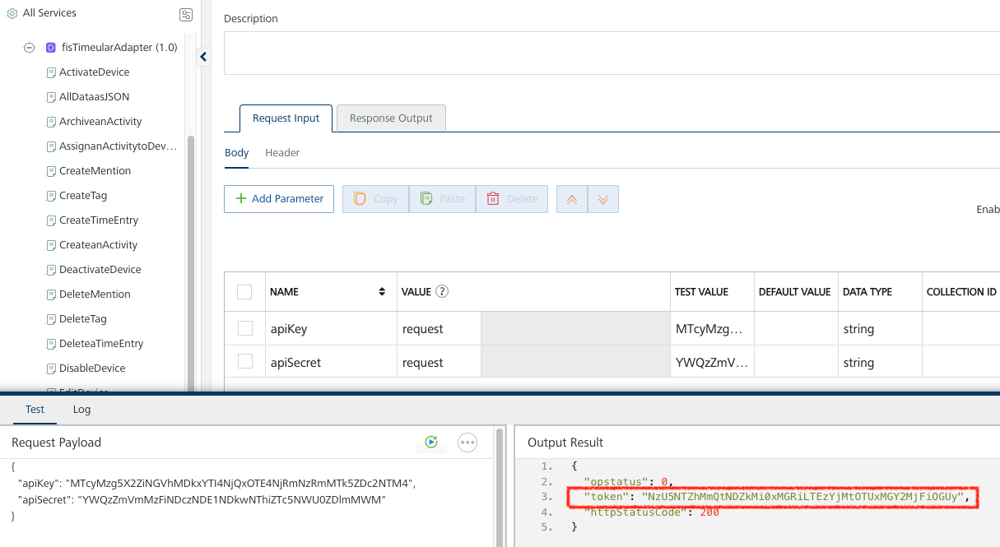 All Services
fisTimeularAdapter (1.0)
ActivateDevice
AllDataasJSON
ArchiveanActivity
AssignanActivitytoDev...
CreateMention
CreateTag
CreateTimeEntry
CreateanActivity
DeactivateDevice
DeleteMention
DeleteTag
DeleteaTimeEntry
DisableDevice
EditDevice
Description
Request Input
Response Output
Body
Header
Add Parameter
Copy
Paste
Delete
Enab
NAME
VALUE ?
TEST VALUE
DEFAULT VALUE
DATA TYPE
COLLECTION ID
apiKey
request
MTcyMzg...
string
apiSecret
request
YWQzZmV...
string
Test
Log
Request Payload
{
"apiKey": "MTcyMzg5X2ZiNGVhMDkxYTI4NjQxOTE4NjRmNzRmMTk5ZDc2NTM4",
"apiSecret": "YWQzZmVmMzFiNDczNDE1NDkwNThiZTc5NWU0ZDlmMWM"
}
Output Result
1. {
2. "opstatus": 0,
3. "token": "NzU5NTZhMmQtNDZkMi0xMGRiLTEzYjMtOTUxMGY2MjFiOGUy",
4. "httpStatusCode": 200
5. }